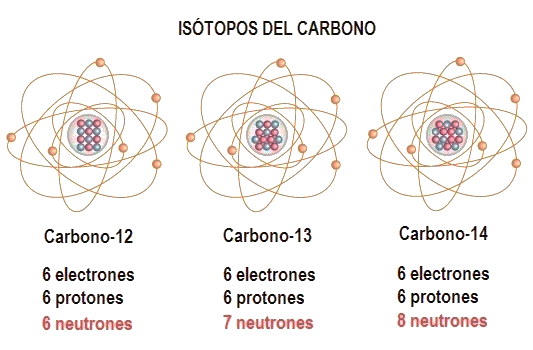 ISÓTOPOS DEL CARBONO
Carbono-12
6 electrones
6 protones
6 neutrones
Carbono-13
6 electrones
6 protones
7 neutrones
Carbono-14
6 electrones
6 protones
8 neutrones